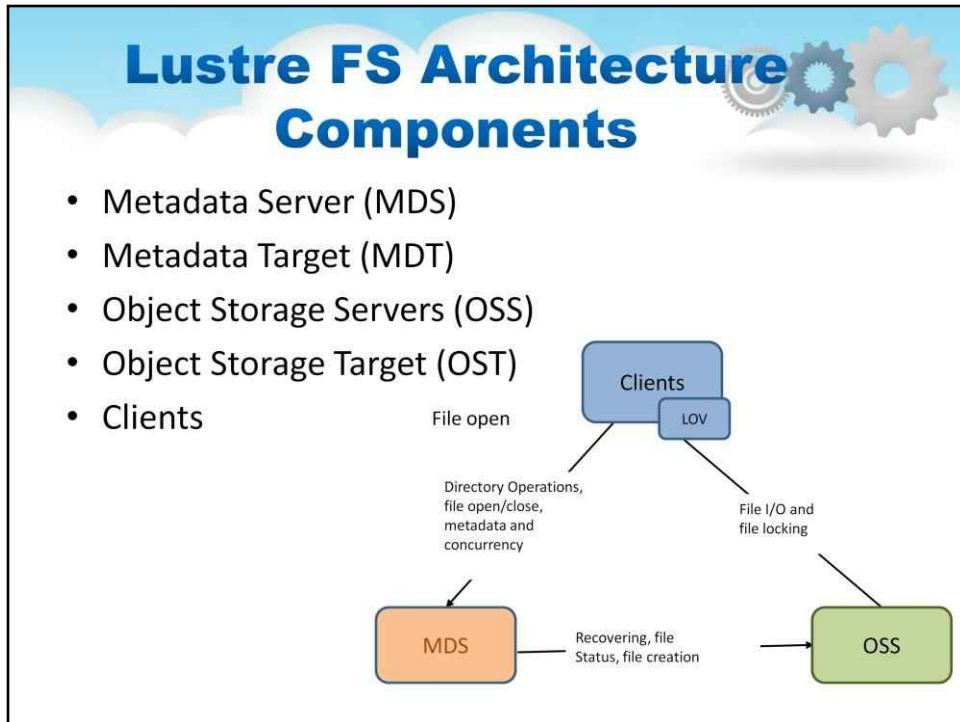 Lustre FS Architecture
Components
• Metadata Server (MDS)
• Metadata Target (MDT)
• Object Storage Servers (OSS)
• Object Storage Target (OST)
• Clients
File open
Clients
LOV
Directory Operations,
file open/close,
metadata and
concurrency
File I/O and
file locking
MDS
Recovering, file
Status, file creation
OSS